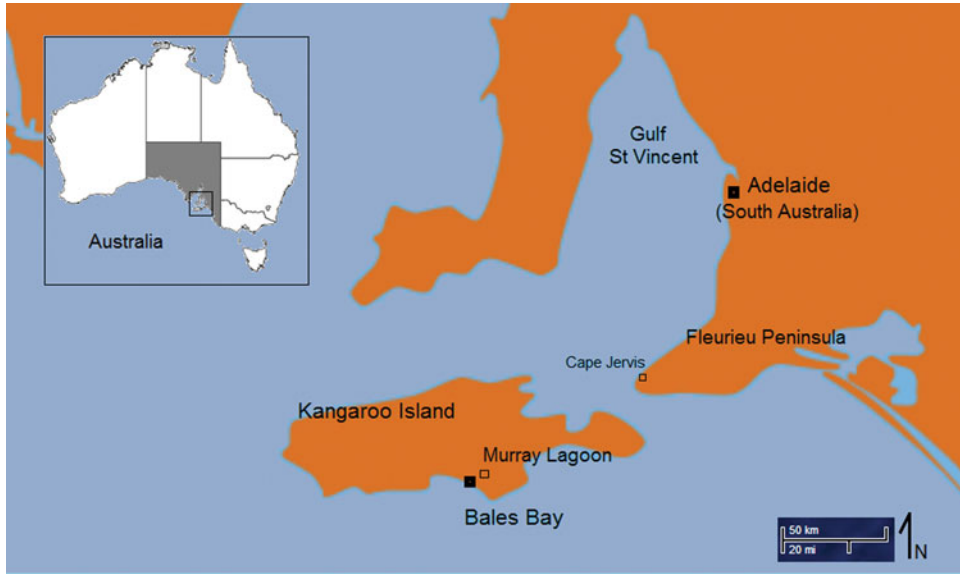 Australia
Gulf
St Vincent
Adelaide
(South Australia)
Fleurieu Peninsula
Cape Jervis
Kangaroo Island
Murray Lagoon
Bales Bay
50 km
20 mi
N